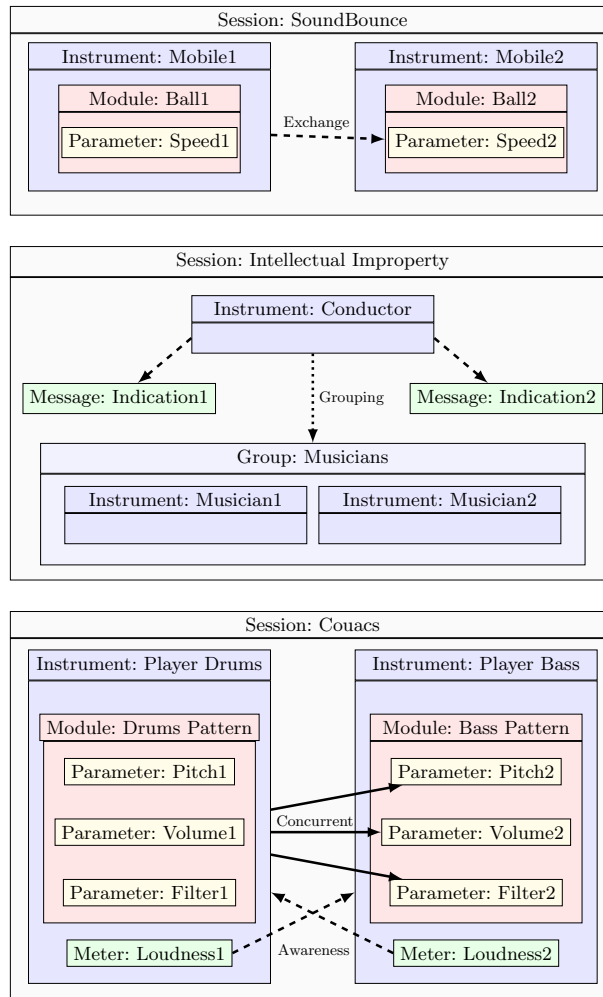 Session: SoundBounce
Instrument: Mobile1
Instrument: Mobile2
Module: Ball1
Module: Ball2
Parameter: Speed1
Exchange
Parameter: Speed2
Session: Intellectual Improperty
Instrument: Conductor
Message: Indication1
Grouping
Message: Indication2
Group: Musicians
Instrument: Musician1
Instrument: Musician2
Session: Couacs
Instrument: Player Drums
Instrument: Player Bass
Module: Drums Pattern
Module: Bass Pattern
Parameter: Pitch1
Parameter: Pitch2
Parameter: Volume1
Concurrent
Parameter: Volume2
Parameter: Filter1
Parameter: Filter2
Meter: Loudness1
Awareness
Meter: Loudness2